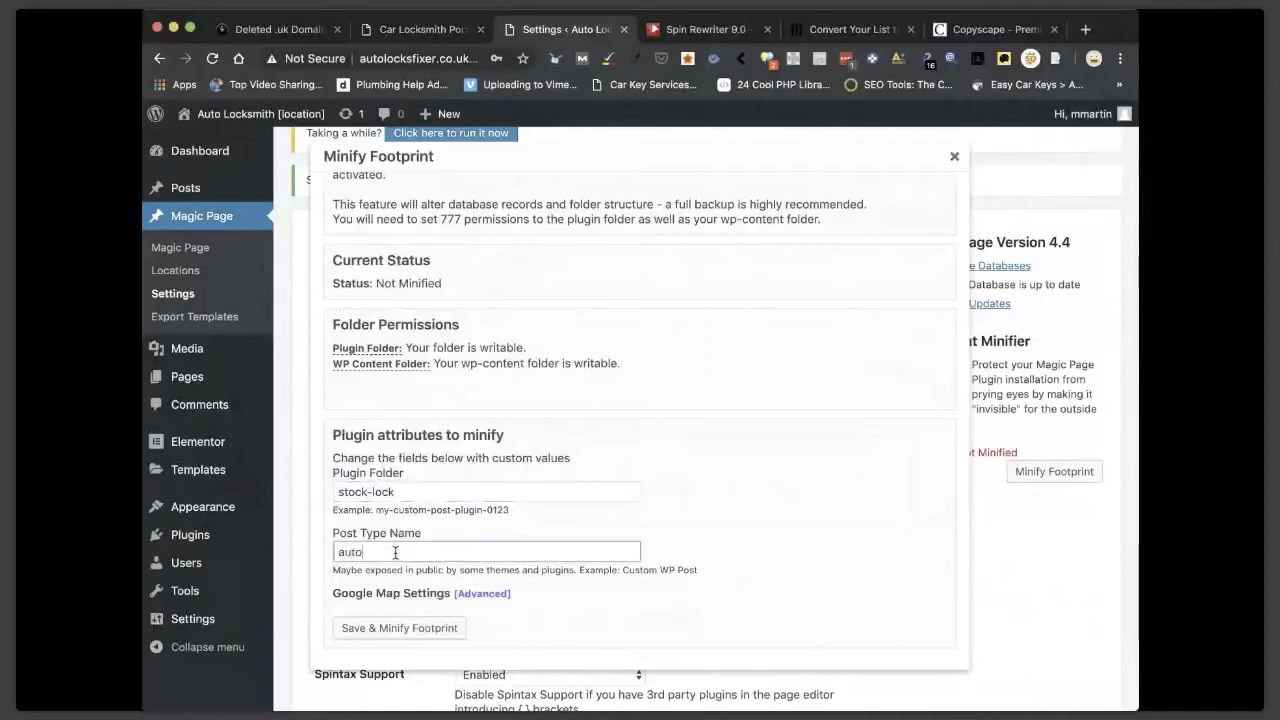 Deleted .uk Domai
Car Locksmith Por
Settings ‹ Auto Loc
Spin Rewriter 9.0 -
Convert Your List
Copyscape - Prem
Not Secure
autolocksfixer.co.uk...
Apps
Top Video Sharing...
Plumbing Help Ad...
Uploading to Vime...
Car Key Services...
24 Cool PHP Libra...
SEO Tools: The C...
Easy Car Keys > A...
»
Auto Locksmith [location]
1
0
New
Hi, mmartin
Taking a while?
Click here to run it now
Dashboard
Posts
Magic Page
Magic Page
Locations
Settings
Export Templates
Media
Pages
Comments
Elementor
Templates
Appearance
Plugins
Users
Tools
Settings
Collapse menu
Minify Footprint
activated.
This feature will alter database records and folder structure - a full backup is highly recommended.
You will need to set 777 permissions to the plugin folder as well as your wp-content folder.
Current Status
Status: Not Minified
Folder Permissions
Plugin Folder: Your folder is writable.
WP Content Folder: Your wp-content folder is writable.
Plugin attributes to minify
Change the fields below with custom values
Plugin Folder
stock-lock
Example: my-custom-post-plugin-0123
Post Type Name
auto
Maybe exposed in public by some themes and plugins. Example: Custom WP Post
Google Map Settings [Advanced]
Save & Minify Footprint
age Version 4.4
e Databases
Database is up to date
Updates
nt Minifier
Protect your Magic Page
Plugin installation from
prying eyes by making it
"invisible" for the outside
ot Minified
Minify Footprint
Spintax Support
Enabled
Disable Spintax Support if you have 3rd party plugins in the page editor
introducing { } brackets